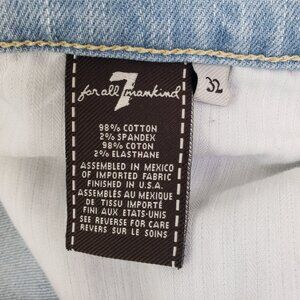 7
for all mankind
32
98% COTTON
2% SPANDEX
98% COTON
2% ELASTHANE
ASSEMBLED IN MEXICO
OF IMPORTED FABRIC
FINISHED IN U.S.A.
ASSEMBLÉS AU MEXIQUE
DE TISSU IMPORTÉ
FINI AUX ETATS-UNIS
SEE REVERSE FOR CARE
REVERS SUR LE SOINS